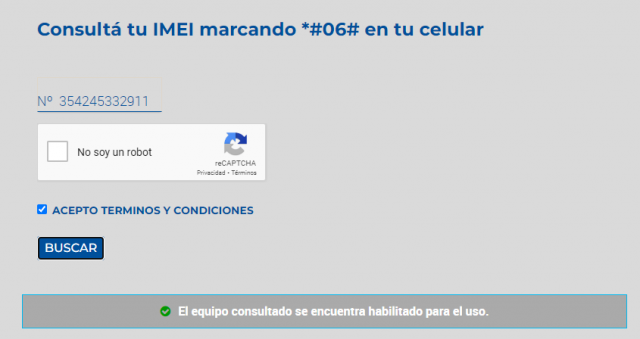 Consultá tu IMEI marcando *#06# en tu celular
Nº 354245332911
No soy un robot
reCAPTCHA
Privacidad - Términos
ACEPTO TERMINOS Y CONDICIONES
BUSCAR
El equipo consultado se encuentra habilitado para el uso.